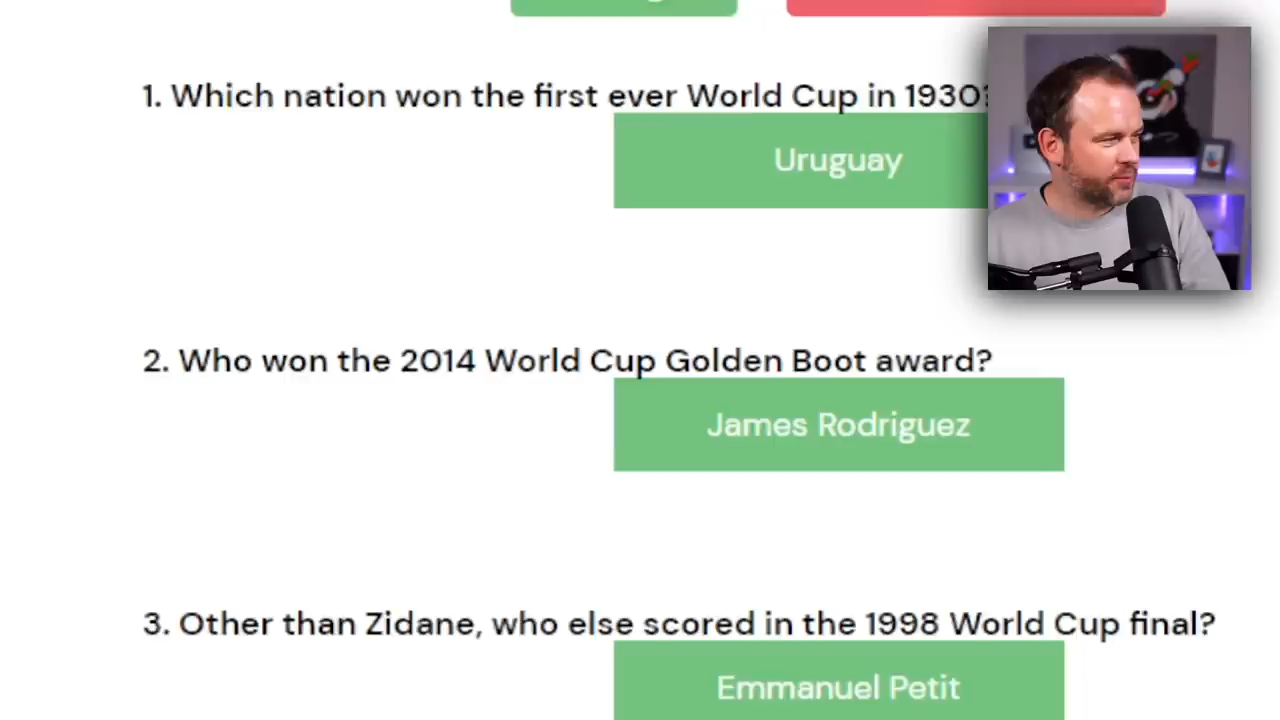 1. Which nation won the first ever World Cup in 1930?
Uruguay
2. Who won the 2014 World Cup Golden Boot award?
James Rodriguez
3. Other than Zidane, who else scored in the 1998 World Cup final?
Emmanuel Petit